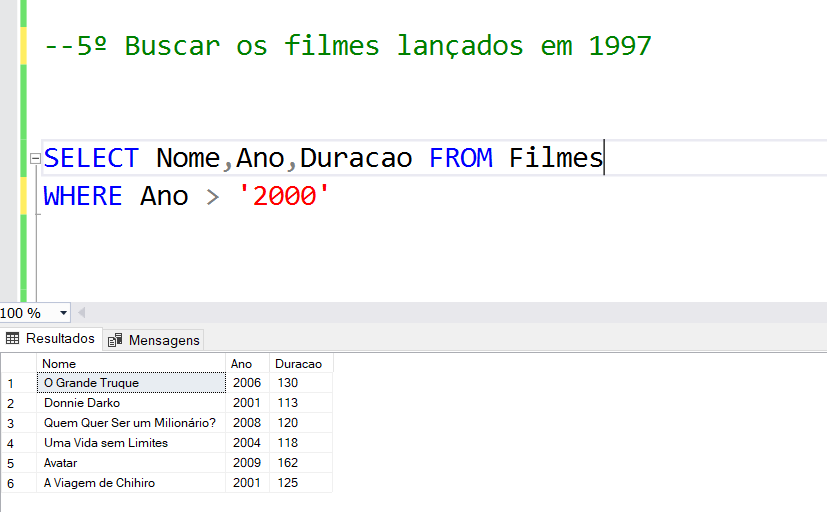 --5º Buscar os filmes lançados em 1997
SELECT Nome,Ano,Duracao FROM Filmes
WHERE Ano > '2000'
100 %
Resultados Mensagens
Nome Ano Duracao
1 O Grande Truque 2006 130
2 Donnie Darko 2001 113
3 Quem Quer Ser um Milionário? 2008 120
4 Uma Vida sem Limites 2004 118
5 Avatar 2009 162
6 A Viagem de Chihiro 2001 125